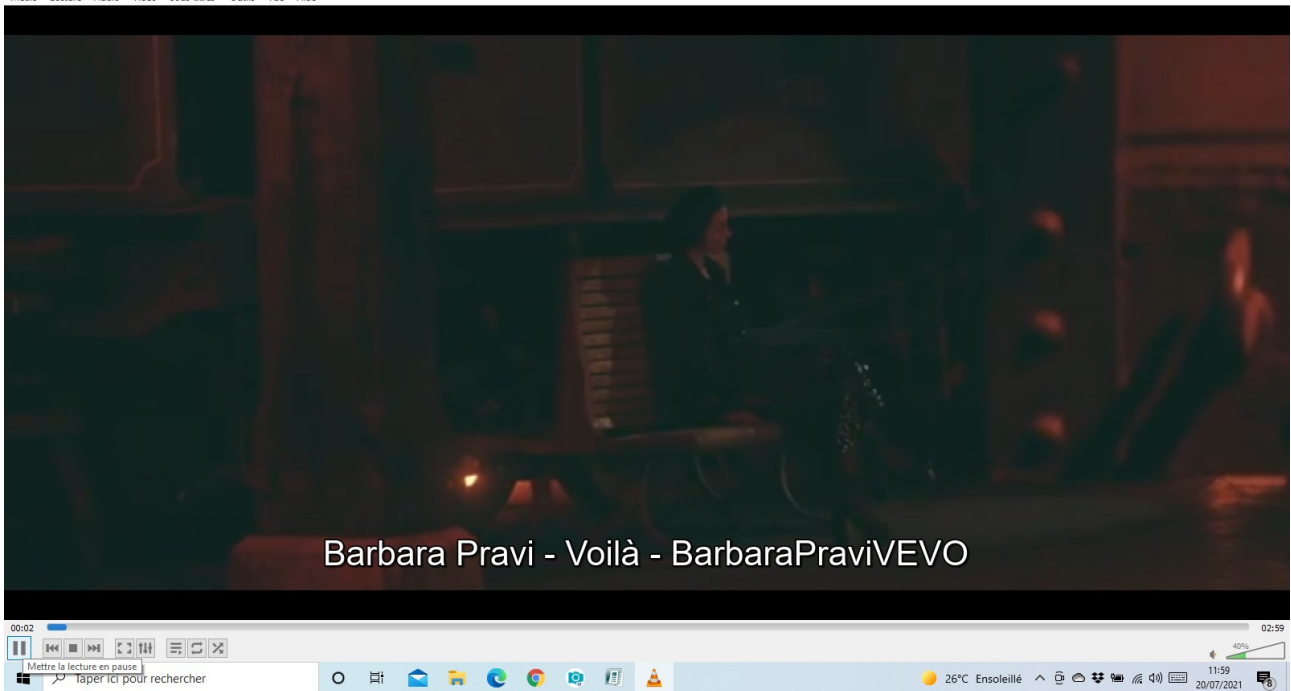 Barbara Pravi - Voilà - BarbaraPraviVEVO
00:02
02:59
40%
Mettre la lecture en pause
Taper ici pour rechercher
26°C Ensoleillé
11:59
20/07/2021
8